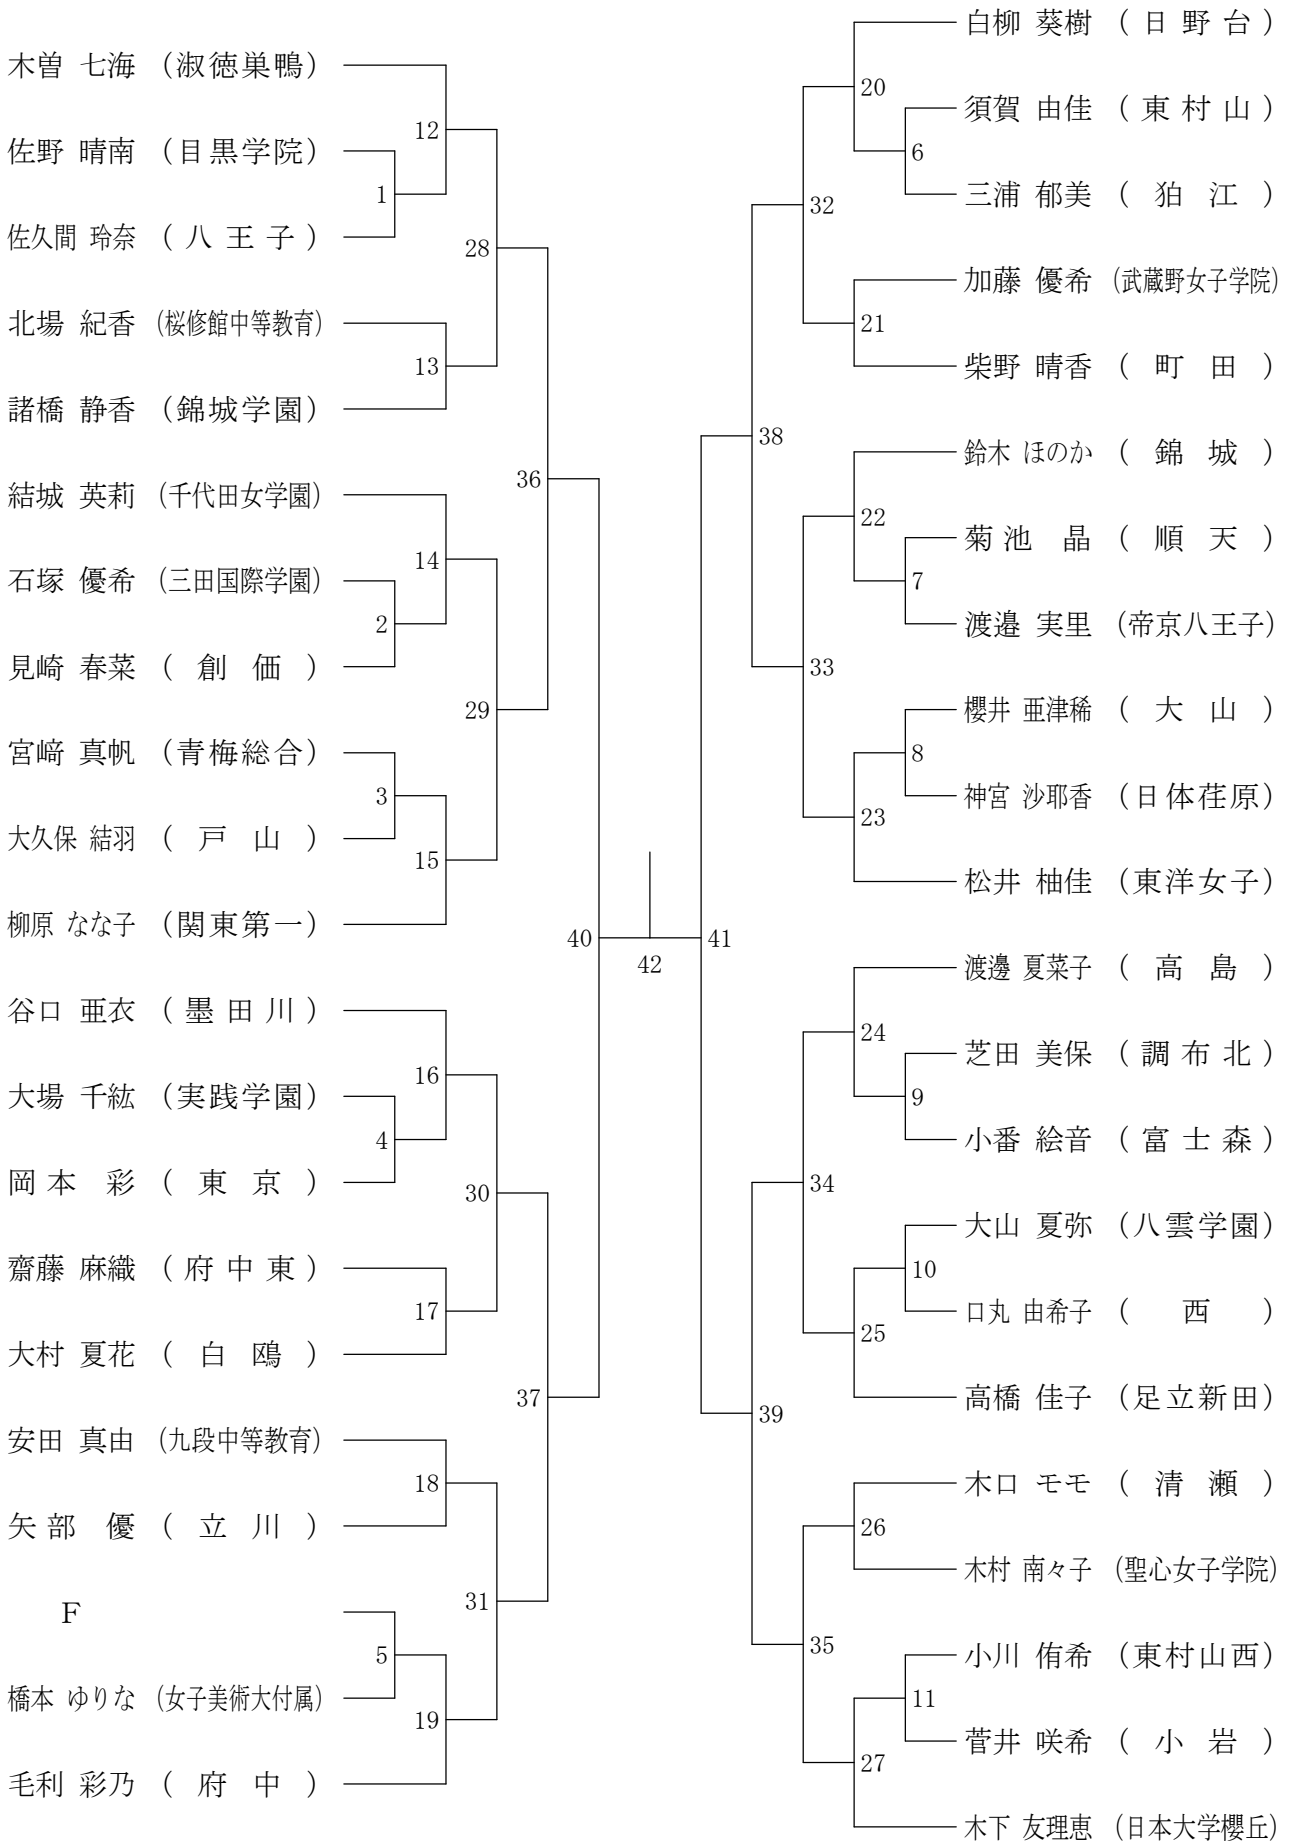 木曽 七海 （淑徳巣鴨）
佐野 晴南 （目黒学院）
佐久間 玲奈 （八王子）
北場 紀香 （桜修館中等教育）
諸橋 静香 （錦城学園）
結城 英莉 （千代田女学園）
石塚 優希 （三田国際学園）
見崎 春菜 （創価）
宮﨑 真帆 （青梅総合）
大久保 結羽 （戸山）
柳原 なな子 （関東第一）
谷口 亜衣 （墨田川）
大場 千紘 （実践学園）
岡本 彩 （東京）
齋藤 麻織 （府中東）
大村 夏花 （白鴎）
安田 真由 （九段中等教育）
矢部 優 （立川）
F
橋本 ゆりな （女子美術大付属）
毛利 彩乃 （府中）
1
2
3
4
5
12
13
14
15
16
17
18
19
28
29
30
31
36
37
40
42
41
38
39
32
33
34
35
20
21
22
23
24
25
26
27
6
7
8
9
10
11
白柳 葵樹 （日野台）
須賀 由佳 （東村山）
三浦 郁美 （狛江）
加藤 優希 （武蔵野女子学院）
柴野 晴香 （町田）
鈴木 ほのか （錦城）
菊池 晶 （順天）
渡邉 実里 （帝京八王子）
櫻井 亜津稀 （大山）
神宮 沙耶香 （日体荏原）
松井 柚佳 （東洋女子）
渡邊 夏菜子 （高島）
芝田 美保 （調布北）
小番 絵音 （富士森）
大山 夏弥 （八雲学園）
口丸 由希子 （西）
高橋 佳子 （足立新田）
木口 モモ （清瀬）
木村 南々子 （聖心女子学院）
小川 侑希 （東村山西）
菅井 咲希 （小岩）
木下 友理恵 （日本大学櫻丘）